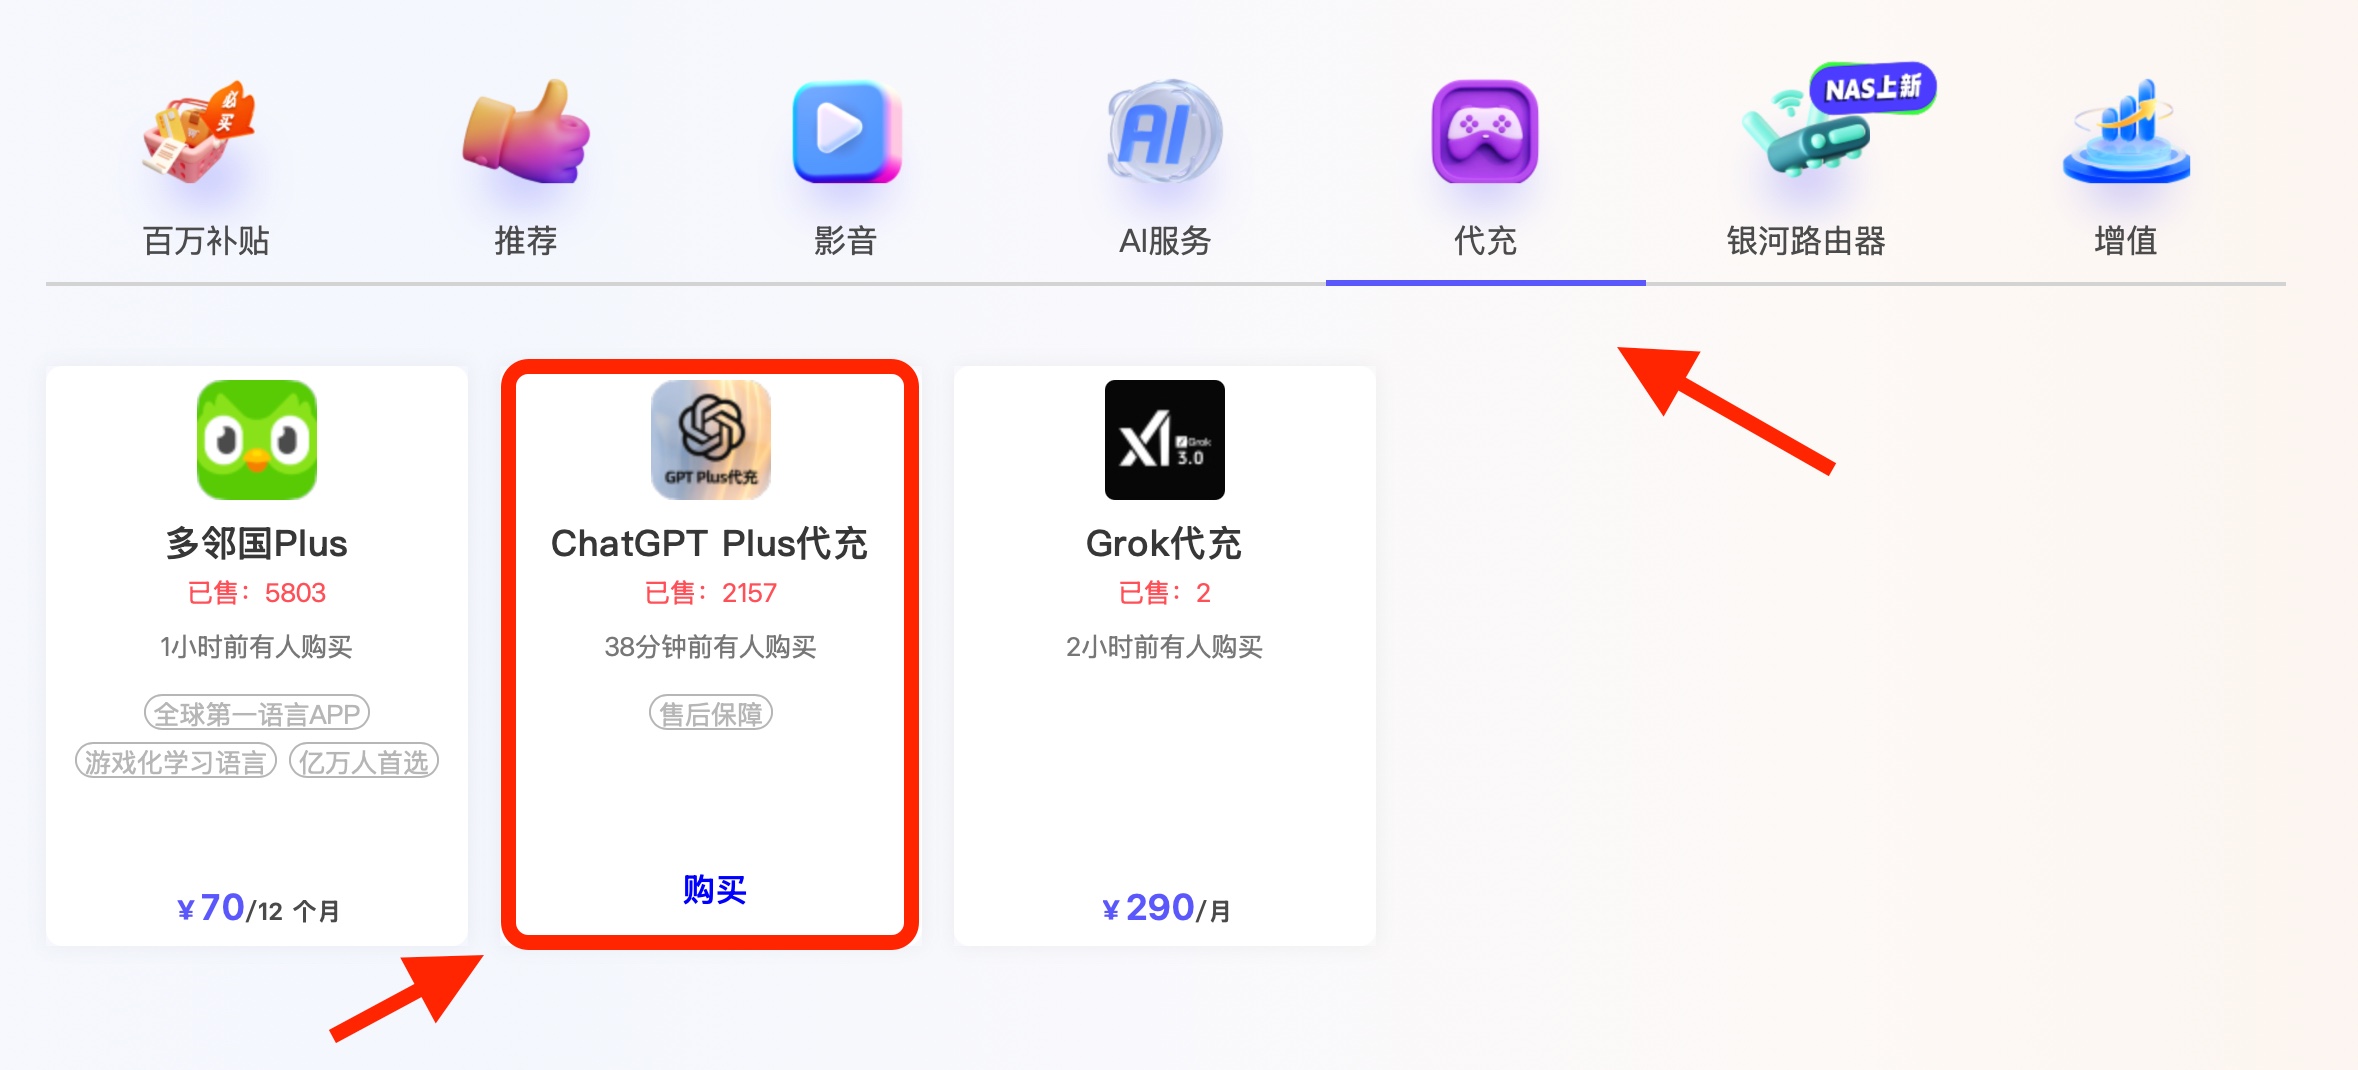 必买
NAS上新
AI
百万补贴
推荐
影音
AI服务
代充
银河路由器
增值
GPT Plus代充
Grok
3.0
多邻国Plus
ChatGPT Plus代充
Grok代充
已售：5803
已售：2157
已售：2
1小时前有人购买
38分钟前有人购买
2小时前有人购买
全球第一语言APP
售后保障
游戏化学习语言
亿万人首选
购买
¥70/12 个月
¥290/月